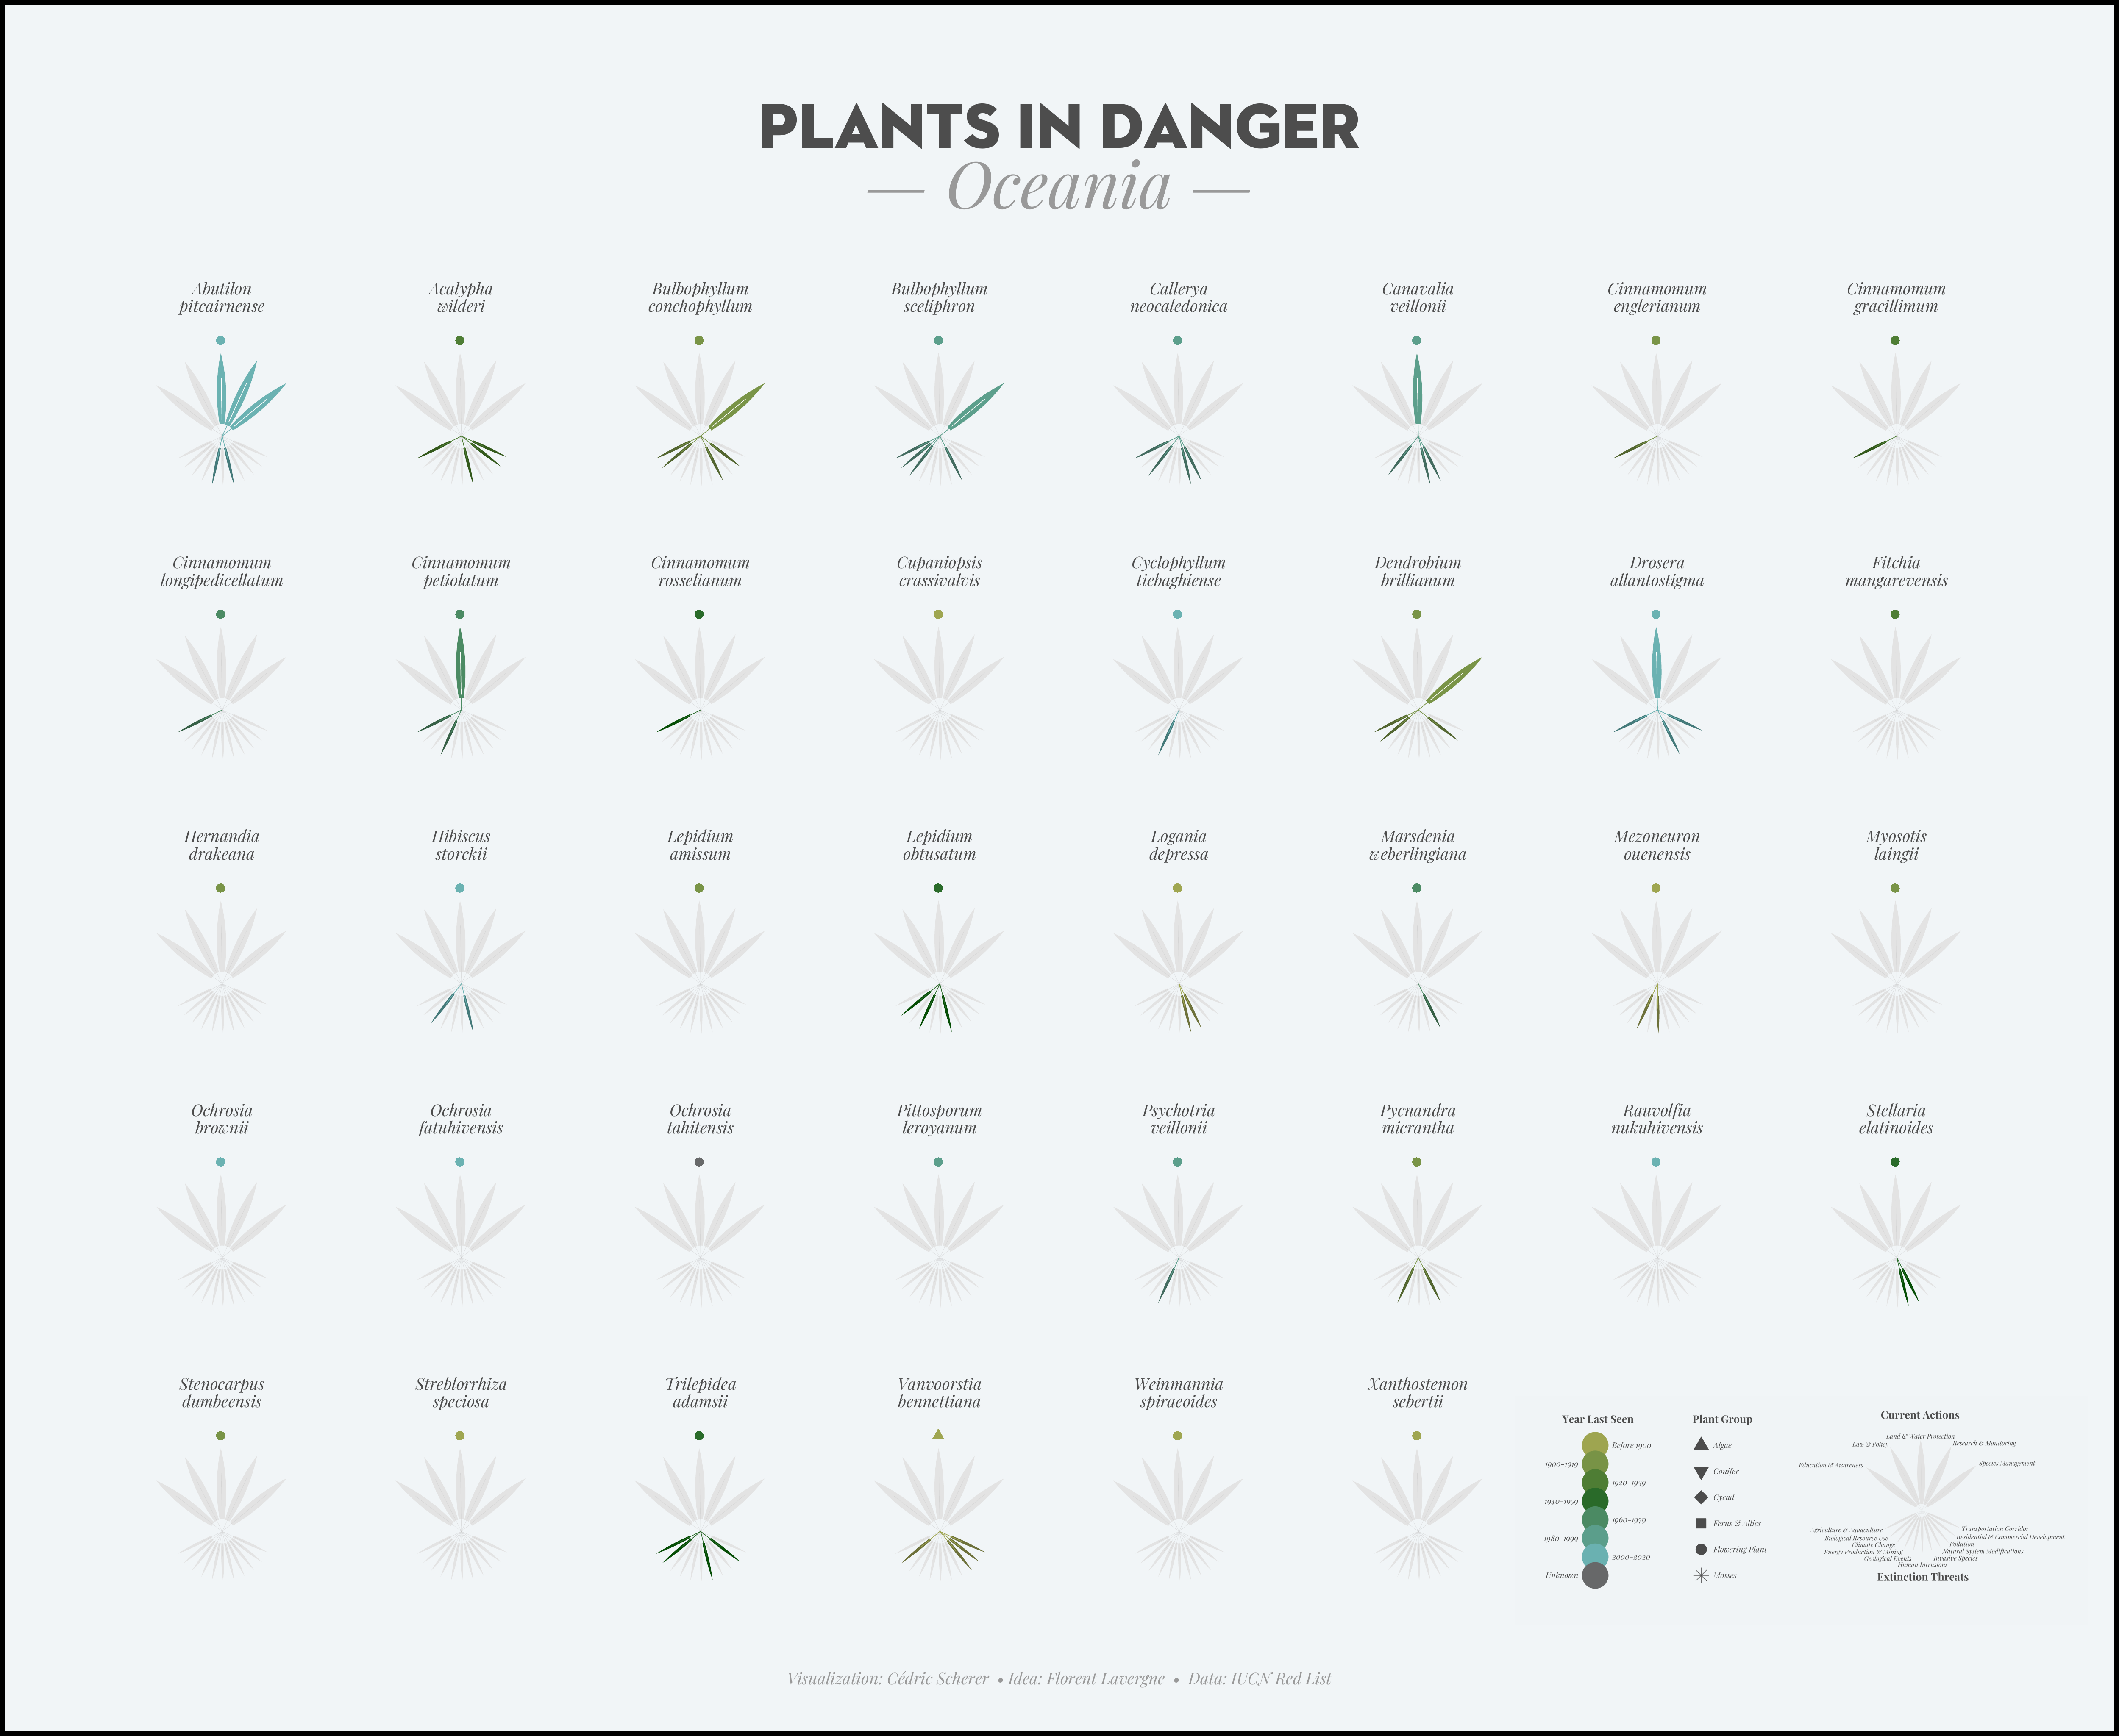 PLANTS IN DANGER
Oceania
Abutilon
pitcairnense
Acalypha
wilderi
Bulbophyllum
conchophyllum
Bulbophyllum
sceliphron
Callerya
neocaledonica
Canavalia
veillonii
Cinnamomum
englerianum
Cinnamomum
gracillimum
Cinnamomum
longipedicellatum
Cinnamomum
petiolatum
Cinnamomum
rosselianum
Cupaniopsis
crassivalvis
Cyclophyllum
tiebaghiense
Dendrobium
brillianum
Drosera
allantostigma
Fitchia
mangarevensis
Hernandia
drakeana
Hibiscus
storckii
Lepidium
amissum
Lepidium
obtusatum
Logania
depressa
Marsdenia
weberlingiana
Mezoneuron
ouenensis
Myosotis
laingii
Ochrosia
brownii
Ochrosia
fatuhivensis
Ochrosia
tahitensis
Pittosporum
leroyanum
Psychotria
veillonii
Pycnandra
micrantha
Rauvolfia
nukuhivensis
Stellaria
elatinoides
Stenocarpus
dumbeensis
Streblorrhiza
speciosa
Trilepidea
adamsii
Vanvoorstia
bennettiana
Weinmannia
spiraeoides
Xanthostemon
sebertii
Year Last Seen
Before 1900
1900-1919
1920-1939
1940-1959
1960-1979
1980-1999
2000-2020
Unknown
Plant Group
Algae
Conifer
Cycad
Ferns & Allies
Flowering Plant
Mosses
Current Actions
Land & Water Protection
Law & Policy
Research & Monitoring
Education & Awareness
Species Management
Agriculture & Aquaculture
Transportation Corridor
Biological Resource Use
Residential & Commercial Development
Climate Change
Pollution
Energy Production & Mining
Natural System Modifications
Geological Events
Invasive Species
Human Intrusions
Extinction Threats
Visualization: Cédric Scherer • Idea: Florent Lavergne • Data: IUCN Red List